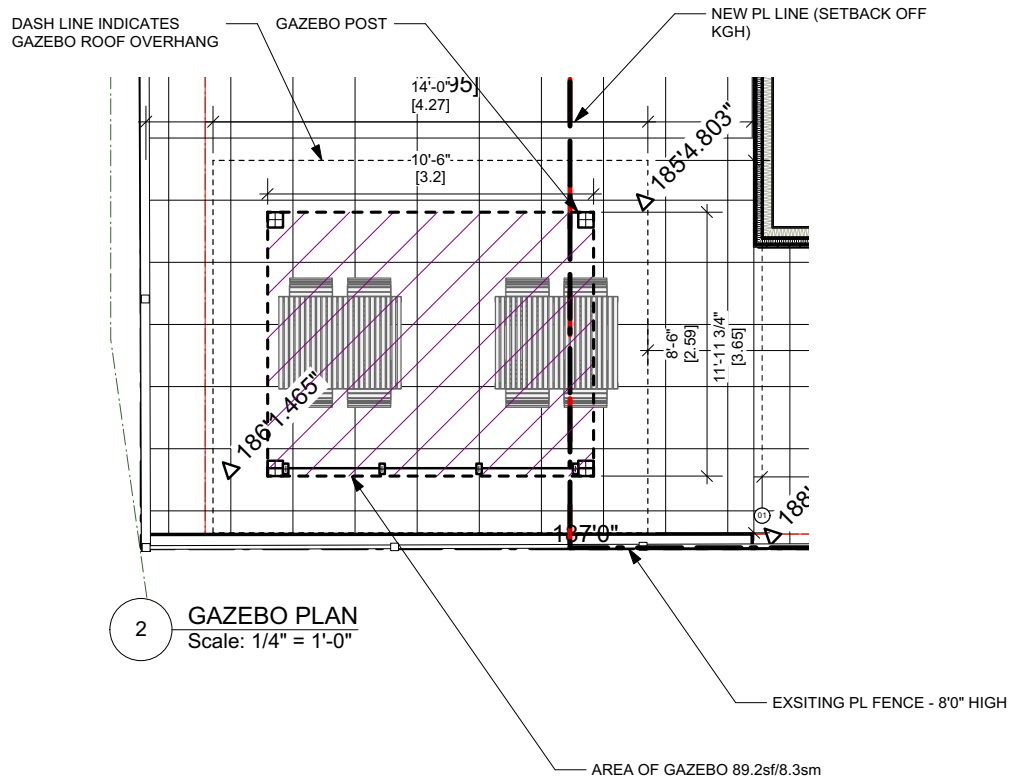 DASH LINE INDICATES
GAZEBO ROOF OVERHANG
GAZEBO POST
NEW PL LINE (SETBACK OFF
KGH)
95]
14'-0"
[4.27]
10'-6"
[3.2]
185'4.803"
8'-6"
[2.59]
11'-11 3/4"
[3.65]
186'1.465"
01
188'
187'0"
2
GAZEBO PLAN
Scale: 1/4" = 1'-0"
EXSITING PL FENCE - 8'0" HIGH
AREA OF GAZEBO 89.2sf/8.3sm